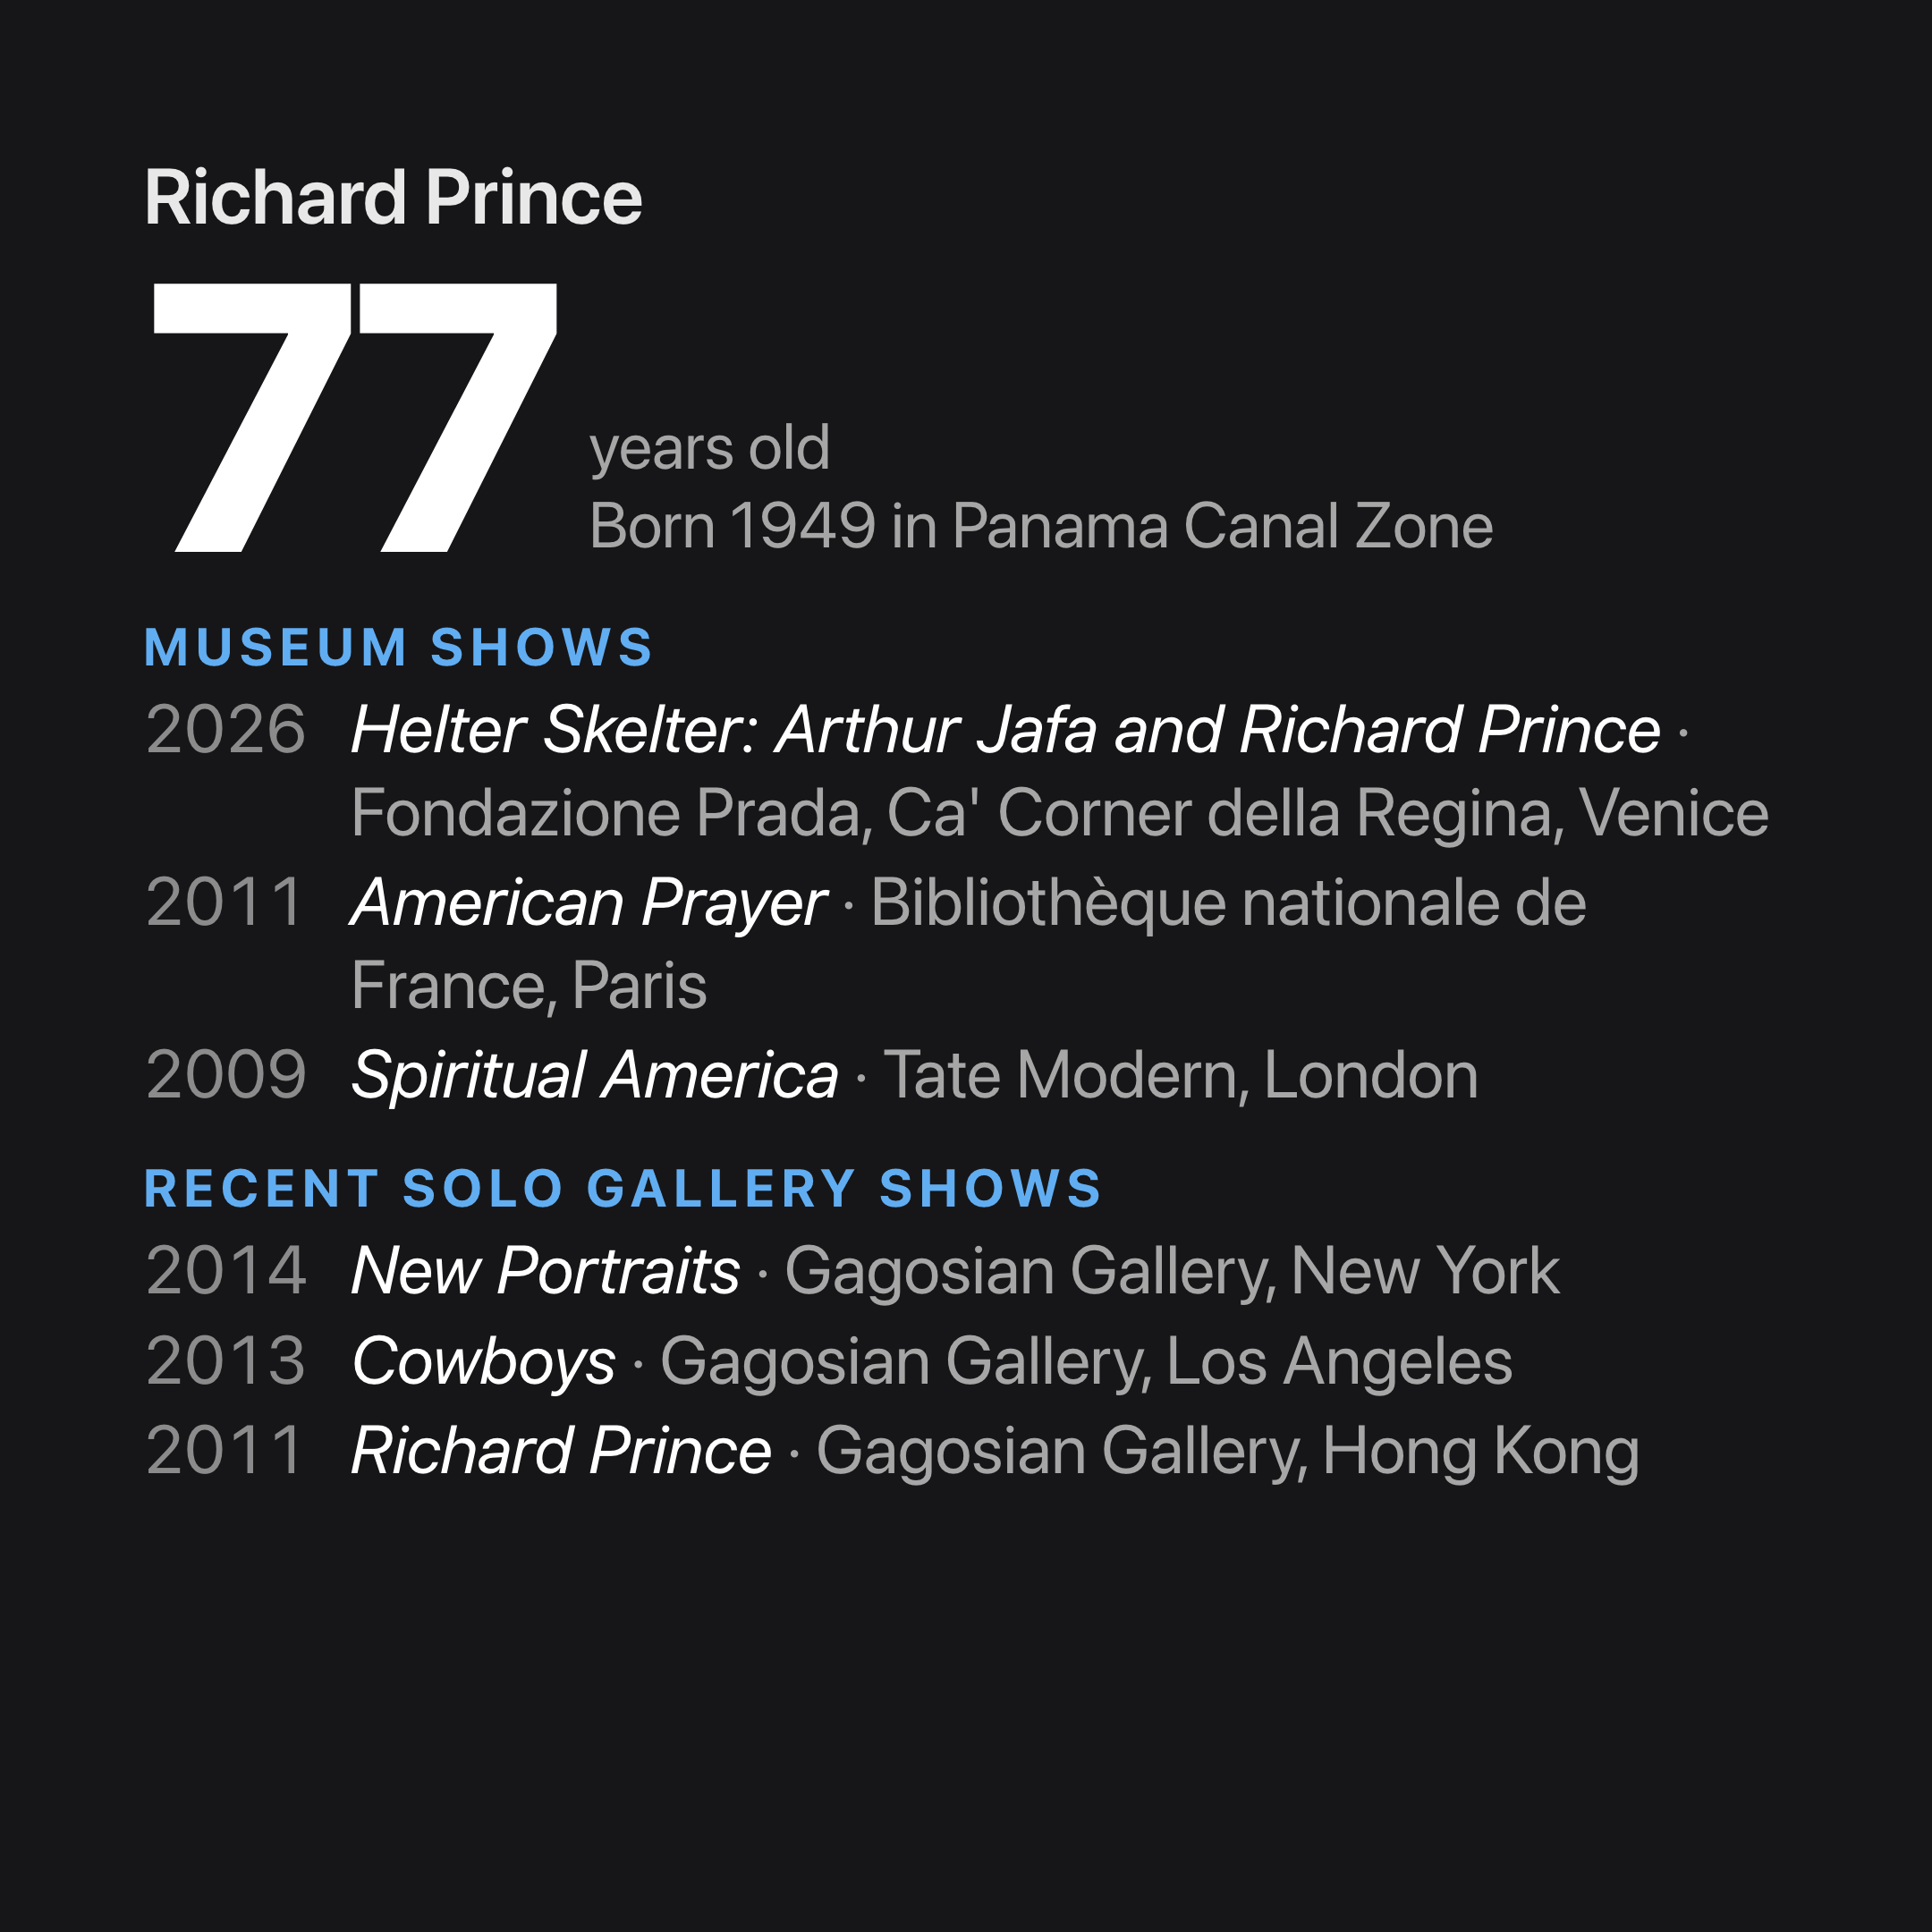 Richard Prince
77
years old
Born 1949 in Panama Canal Zone
MUSEUM SHOWS
2026 Helter Skelter: Arthur Jafa and Richard Prince ·
Fondazione Prada, Ca' Corner della Regina, Venice
2011 American Prayer · Bibliothèque nationale de
France, Paris
2009 Spiritual America · Tate Modern, London
RECENT SOLO GALLERY SHOWS
2014 New Portraits · Gagosian Gallery, New York
2013 Cowboys · Gagosian Gallery, Los Angeles
2011 Richard Prince · Gagosian Gallery, Hong Kong